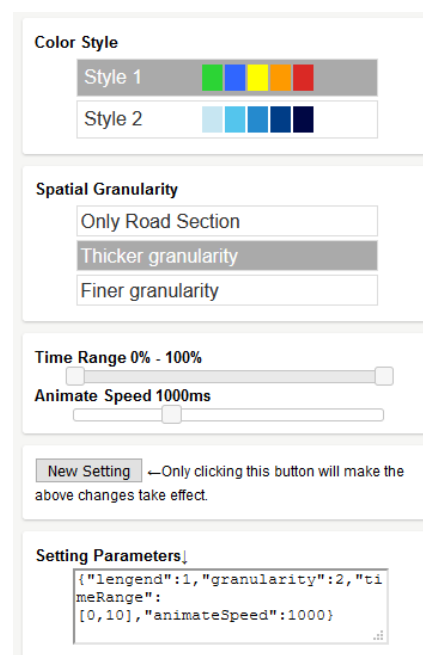 Color Style
Style 1
Style 2
Spatial Granularity
Only Road Section
Thicker granularity
Finer granularity
Time Range 0% - 100%
Animate Speed 1000ms
New Setting ←Only clicking this button will make the
above changes take effect.
Setting Parameters↓
{"lengend":1,"granularity":2,"ti
meRange":
[0,10],"animateSpeed":1000}